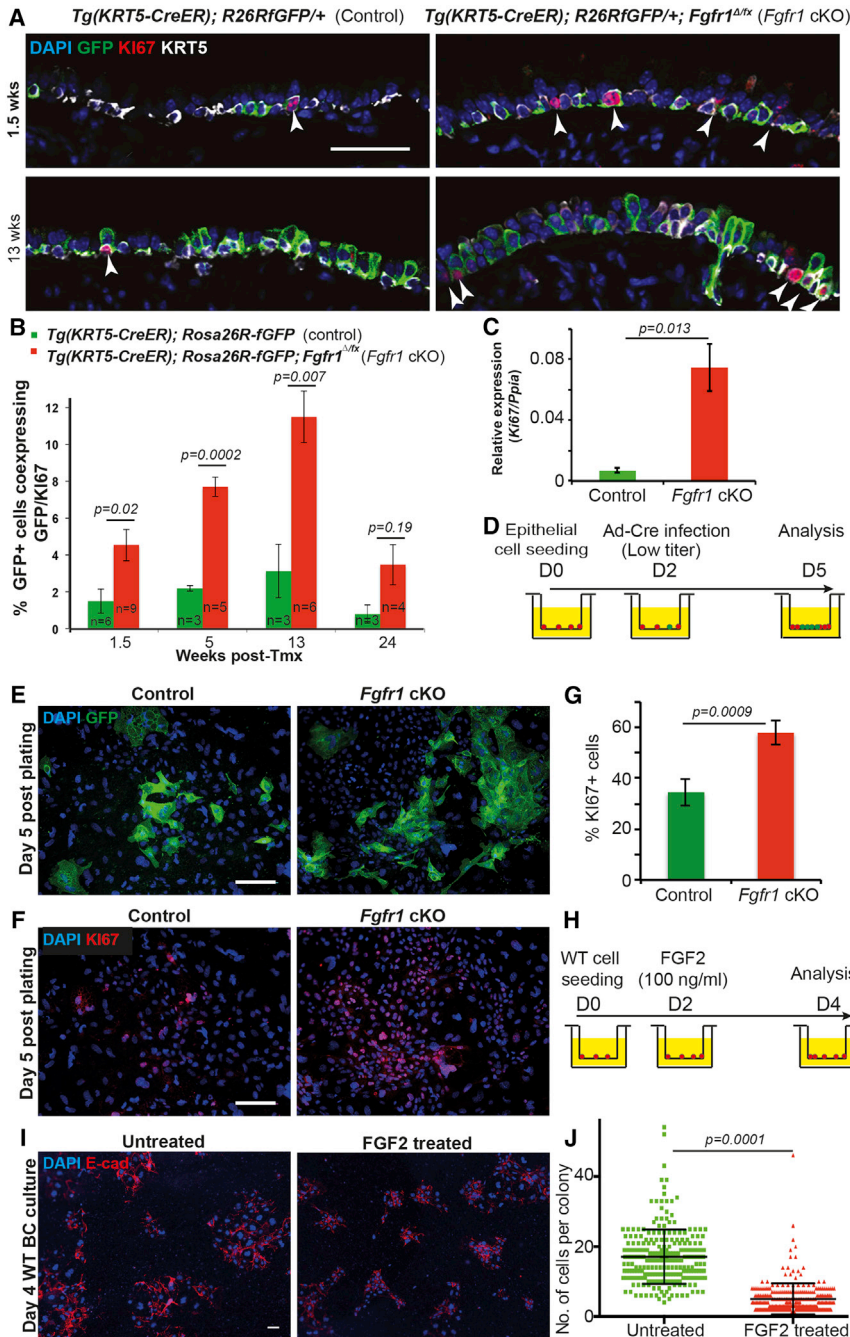 A
Tg(KRT5-CreER); R26RfGFP/+ (Control)
Tg(KRT5-CreER); R26RfGFP/+; Fgfr1Δ/fx (Fgfr1 cKO)
DAPI GFP KI67 KRT5
1.5 wks
13 wks
B
Tg(KRT5-CreER); Rosa26R-fGFP (control)
Tg(KRT5-CreER); Rosa26R-fGFP; Fgfr1Δ/fx (Fgfr1 cKO)
% GFP+ cells coexpressing
GFP/KI67
12
10
8
6
4
2
0
p=0.02
p=0.0002
p=0.007
p=0.19
n=6
n=9
n=3
n=5
n=3
n=6
n=3
n=4
1.5
5
13
24
Weeks post-Tmx
C
Relative expression
(Ki67/Ppia)
0.08
0.04
0
p=0.013
Control
Fgfr1 cKO
D
Epithelial
cell seeding
Ad-Cre infection
(Low titer)
Analysis
D0
D2
D5
E
Control
Fgfr1 cKO
DAPI GFP
Day 5 post plating
F
Control
Fgfr1 cKO
DAPI KI67
Day 5 post plating
G
% KI67+ cells
60
40
20
0
p=0.0009
Control
Fgfr1 cKO
H
WT cell
seeding
FGF2
(100 ng/ml)
Analysis
D0
D2
D4
I
Untreated
FGF2 treated
DAPI E-cad
Day 4 WT BC culture
J
No. of cells per colony
40
20
0
p=0.0001
Untreated
FGF2 treated